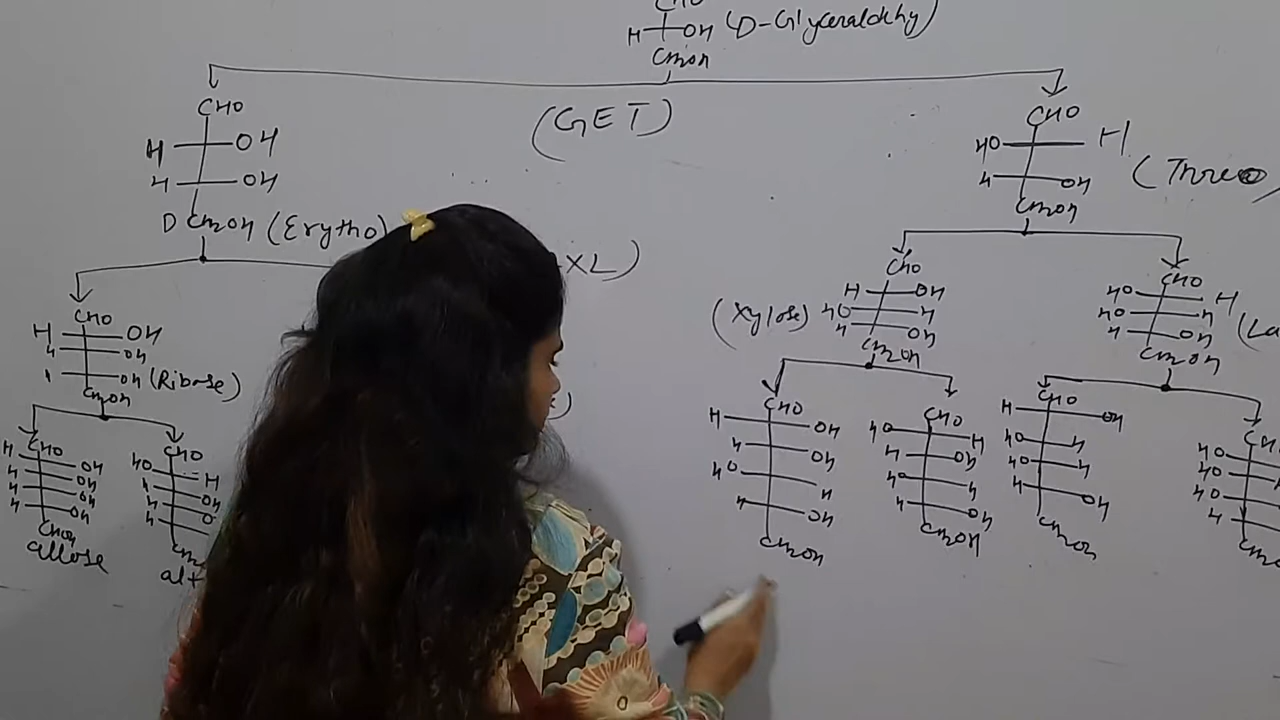 CHO
H OH (D-Glyceraldehy)
CH2OH
(GET)
CHO
H OH
H OH
D CH2OH (Erytho)
CHO
HO H
H OH
CH2OH
(Threo
XL)
CHO
H OH
H OH
H OH (Ribose)
CH2OH
(Xylose)
CHO
H OH
HO H
H OH
CH2OH
CHO
HO H
HO H
H OH (La
CH2OH
CHO
H OH
H OH
H OH
H OH
CH2OH
allose
CHO
HO H
H OH
H O
H
alt
CHO
H OH
H OH
HO H
H OH
CH2OH
CHO
HO H
H OH
HO H
H OH
CH2OH
CHO
H OH
HO H
HO H
H OH
CH2OH
CH
HO
HO
HO
H